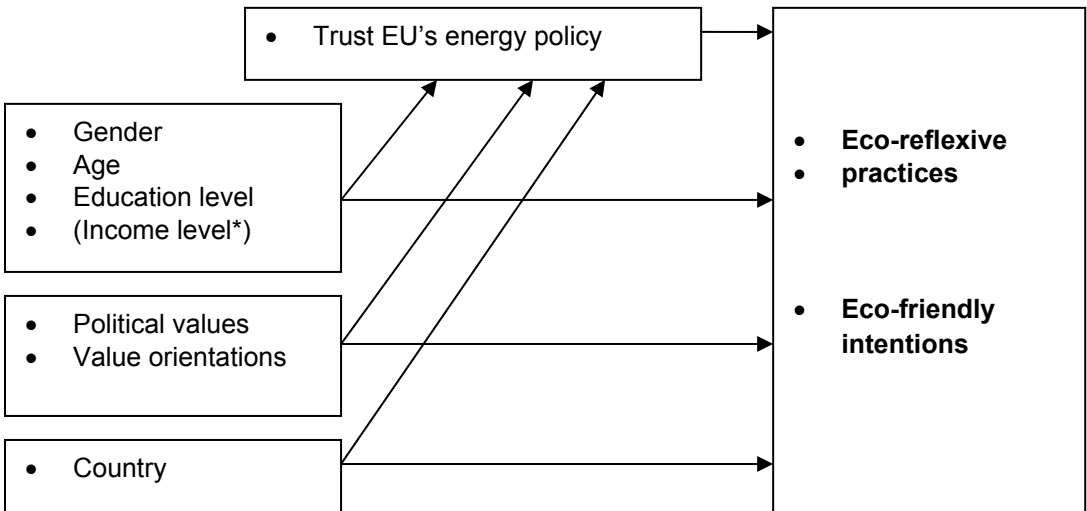 • Trust EU’s energy policy
• Gender
• Age
• Education level
• (Income level*)
• Political values
• Value orientations
• Country
• Eco-reflexive
• practices
• Eco-friendly
intentions